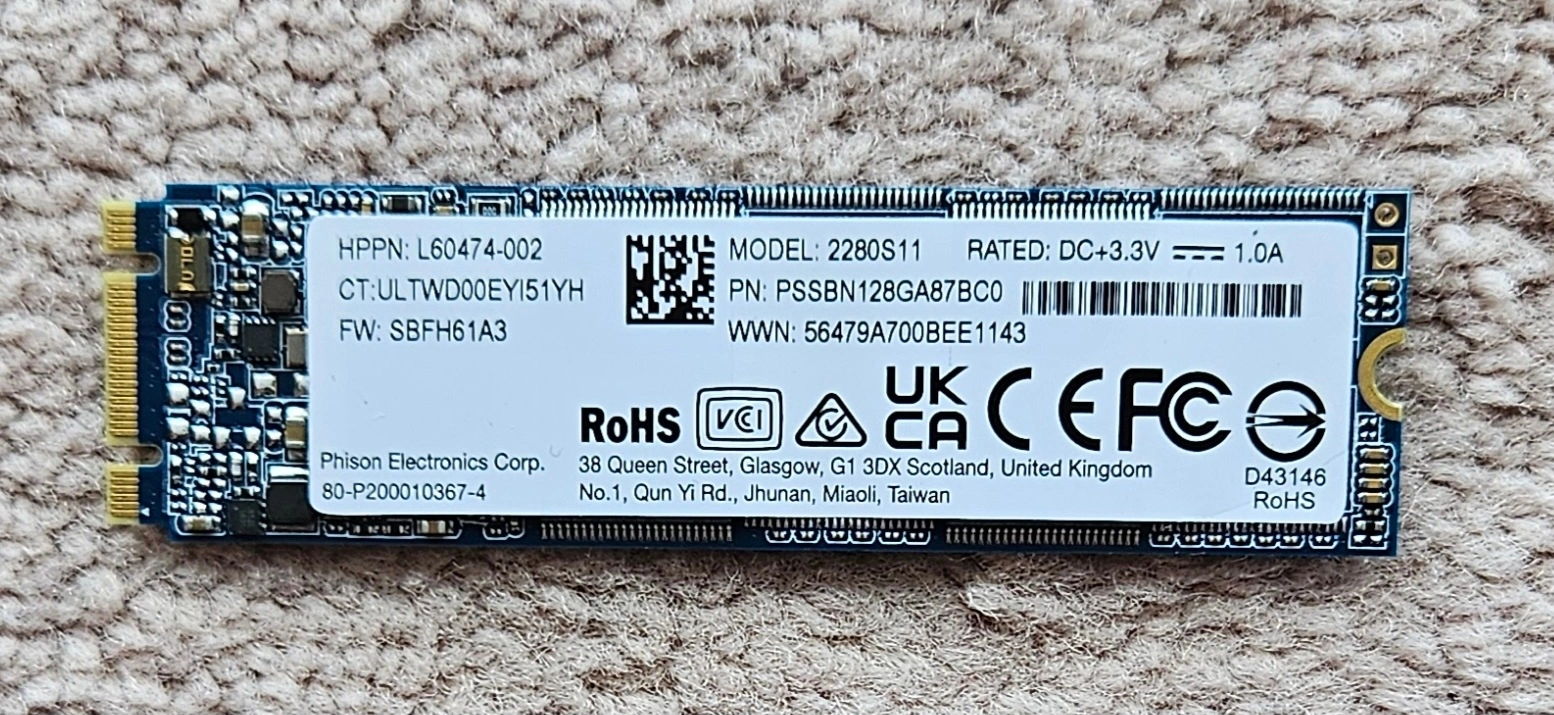 HPPN: L60474-002
CT:ULTWD00EYI51YH
FW: SBFH61A3
MODEL: 2280S11 RATED: DC+3.3V 1.0A
PN: PSSBN128GA87BC0
WWN: 56479A700BEE1143
RoHS VCCI UK CA CE FC
D43146
RoHS
Phison Electronics Corp.
80-P200010367-4
38 Queen Street, Glasgow, G1 3DX Scotland, United Kingdom
No.1, Qun Yi Rd., Jhunan, Miaoli, Taiwan